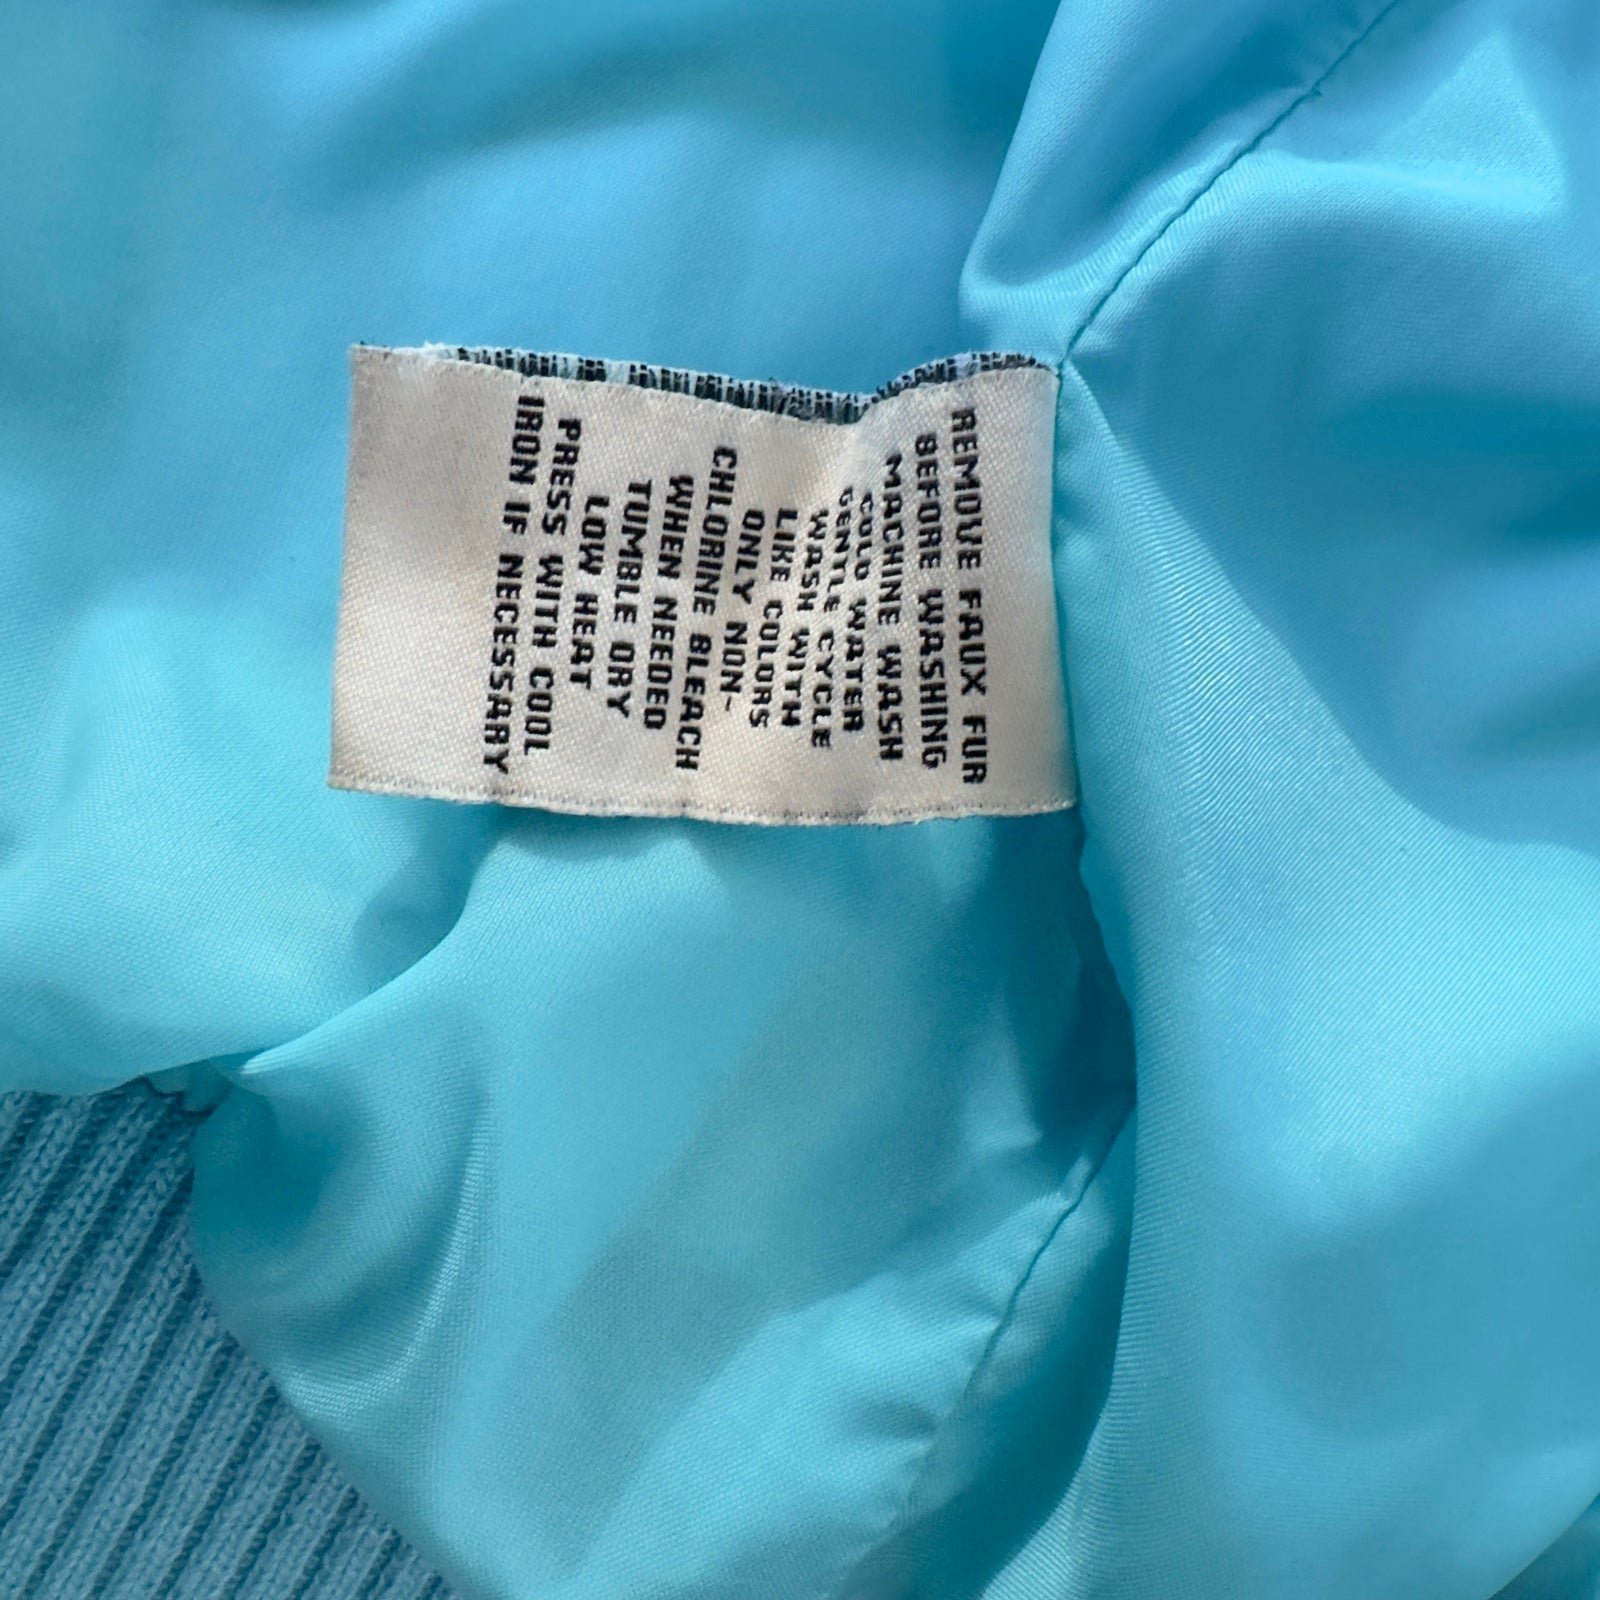 REMOVE FAUX FUR
BEFORE WASHING
MACHINE WASH
COLD WATER
GENTLE CYCLE
WASH WITH
LIKE COLORS
ONLY NON-
CHLORINE BLEACH
WHEN NEEDED
TUMBLE DRY
LOW HEAT
PRESS WITH COOL
IRON IF NECESSARY